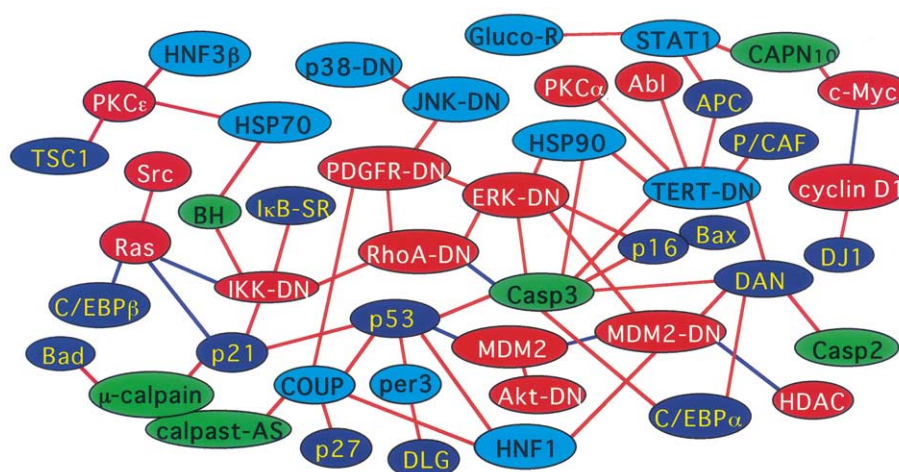 Gluco-R
STAT1
CAPN10
HNF3β
p38-DN
PKCα
Abl
APC
c-Myc
PKCε
JNK-DN
HSP70
HSP90
P/CAF
TSC1
Src
PDGFR-DN
ERK-DN
TERT-DN
cyclin D1
BH
IκB-SR
Ras
RhoA-DN
p16
Bax
DJ1
IKK-DN
Casp3
DAN
C/EBPβ
p53
Bad
p21
MDM2
MDM2-DN
Casp2
μ-calpain
COUP
per3
Akt-DN
HDAC
calpast-AS
C/EBPα
p27
DLG
HNF1